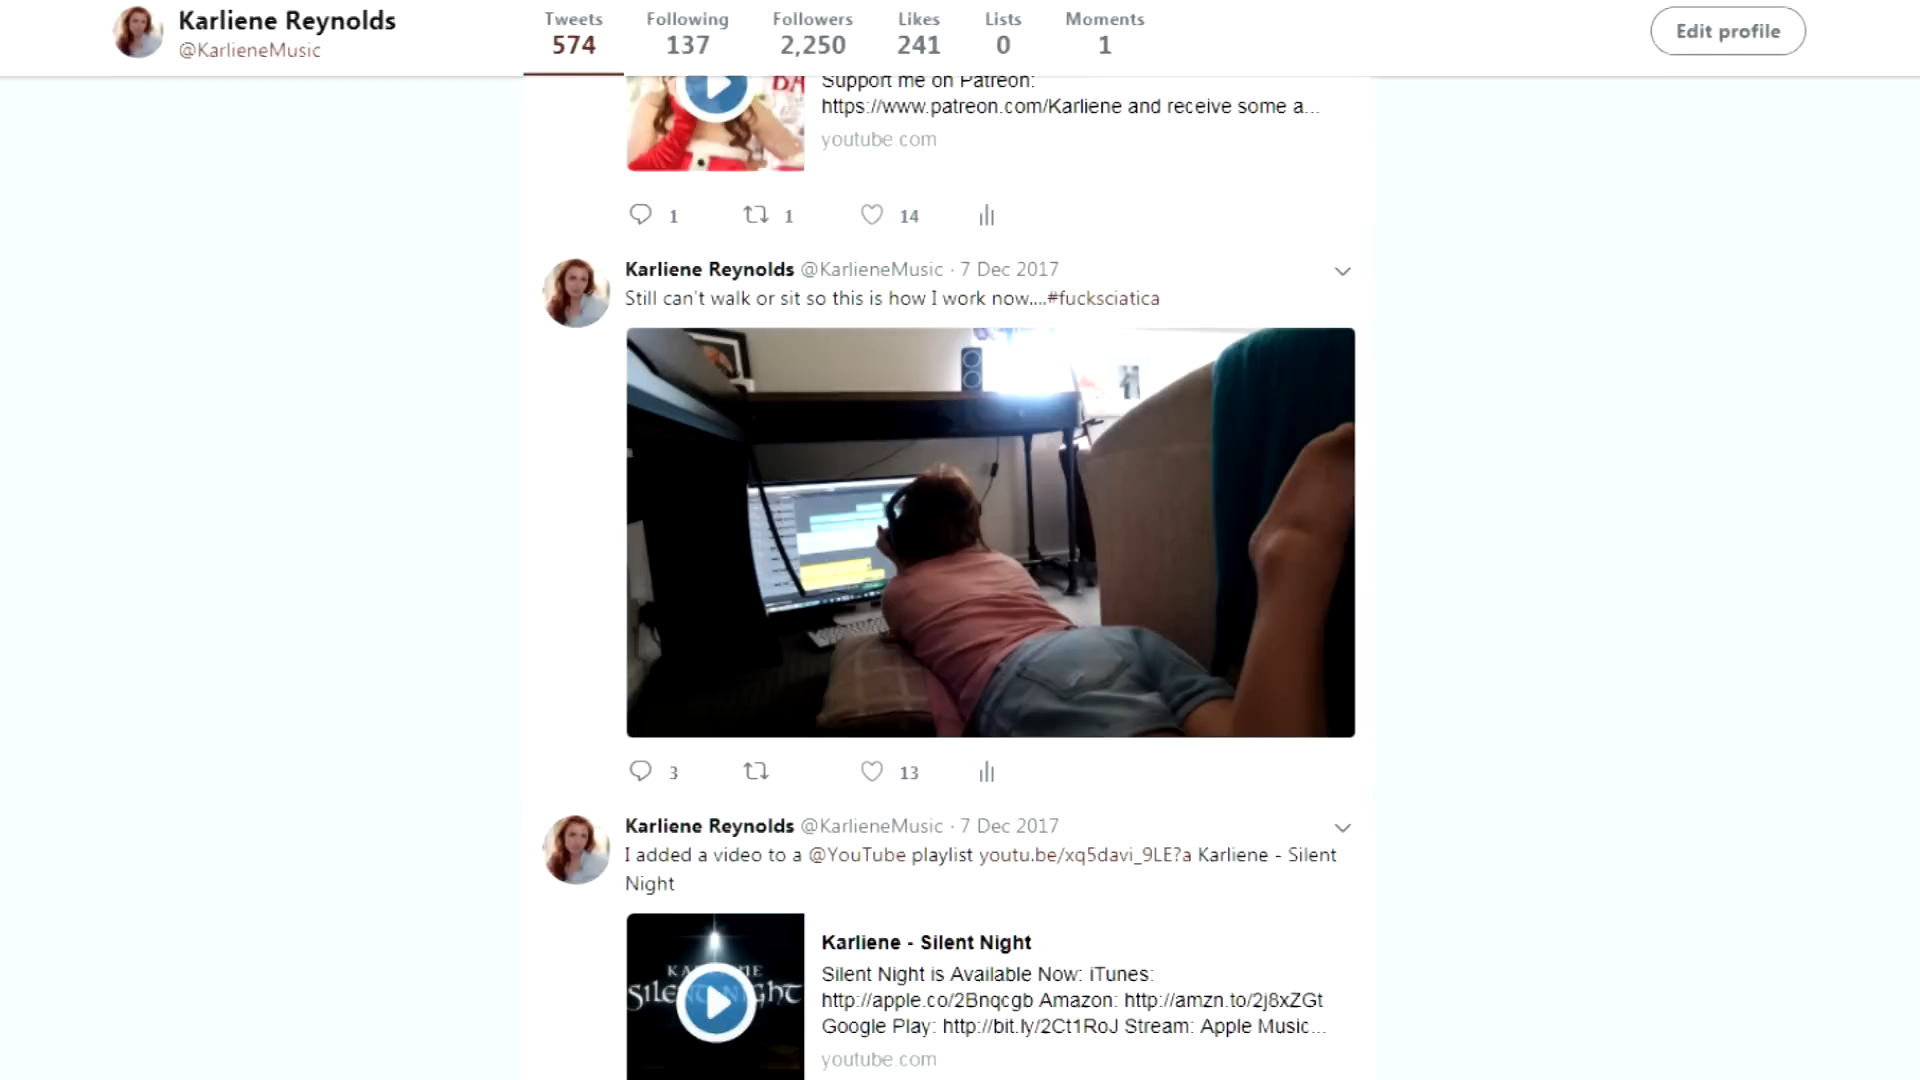 Karliene Reynolds
@KarlieneMusic
Tweets Following Followers Likes Lists Moments
574 137 2,250 241 0 1
Edit profile
Support me on Patreon:
https://www.patreon.com/Karliene and receive some a...
youtube.com
1 1 14
Karliene Reynolds @KarlieneMusic · 7 Dec 2017
Still can't walk or sit so this is how I work now....#fucksciatica
3 13
Karliene Reynolds @KarlieneMusic · 7 Dec 2017
I added a video to a @YouTube playlist youtu.be/xq5davi_9LE?a Karliene - Silent
Night
Karliene - Silent Night
Silent Night is Available Now: iTunes:
http://apple.co/2Bnqcgb Amazon: http://amzn.to/2j8xZGt
Google Play: http://bit.ly/2Ct1RoJ Stream: Apple Music...
youtube.com